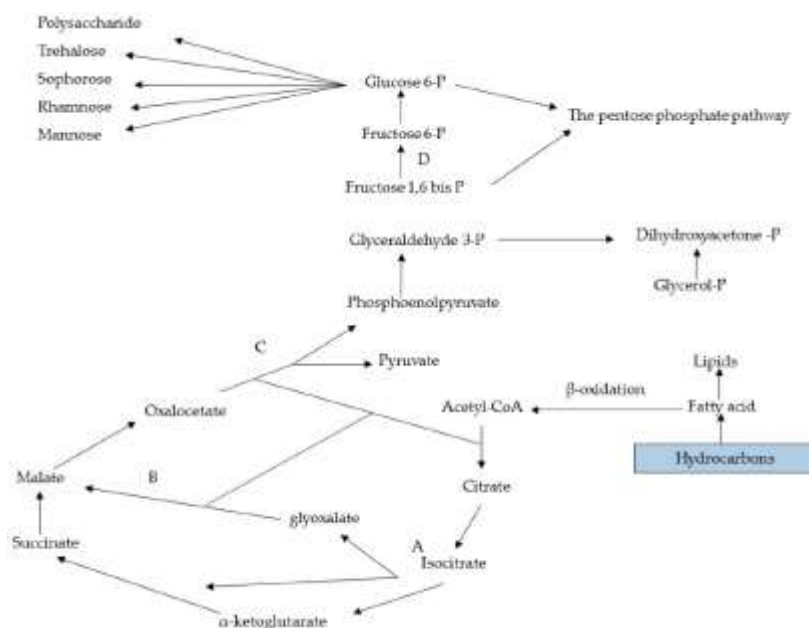 Polysaccharide
Trehalose
Sophorose
Rhamnose
Mannose
Glucose 6-P
The pentose phosphate pathway
Fructose 6-P
D
Fructose 1,6 bis P
Glyceraldehyde 3-P
Dihydroxyacetone -P
Glycerol-P
Phosphoenolpyruvate
C
Pyruvate
Lipids
β-oxidation
Oxalocetate
Acetyl-CoA
Fatty acid
Hydrocarbons
Malate
B
Citrate
glyoxalate
Succinate
A
Isocitrate
α-ketoglutarate